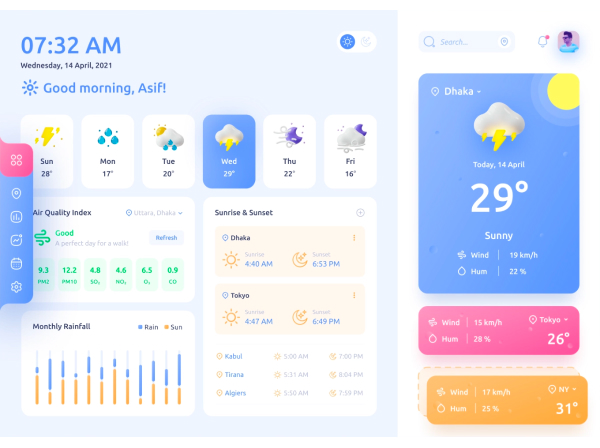 07:32 AM
Wednesday, 14 April, 2021
Good morning, Asif!
Sun
28°
Mon
17°
Tue
20°
Wed
29°
Thu
22°
Fri
16°
Air Quality Index
Uttara, Dhaka
Good
A perfect day for a walk!
Refresh
9.3
PM2
12.2
PM10
4.8
SO₂
4.6
NO₂
6.5
O₃
0.9
CO
Monthly Rainfall
Rain
Sun
Sunrise & Sunset
Dhaka
Sunrise
4:40 AM
Sunset
6:53 PM
Tokyo
Sunrise
4:47 AM
Sunset
6:49 PM
Kabul 5:00 AM 7:00 PM
Tirana 5:31 AM 8:04 PM
Algiers 5:50 AM 7:59 PM
Search...
Dhaka
Today, 14 April
29°
Sunny
Wind 19 km/h
Hum 22 %
Wind 15 km/h
Hum 28 %
Tokyo
26°
Wind 17 km/h
Hum 25 %
NY
31°